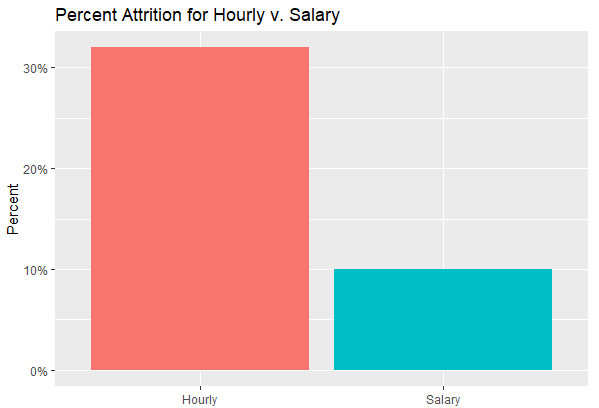 Percent Attrition for Hourly v. Salary
30%
20%
10%
0%
Percent
Hourly
Salary